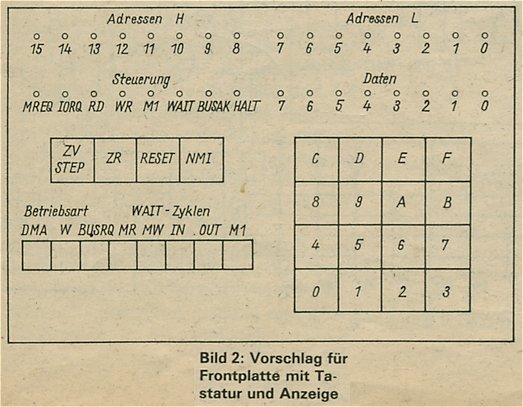 Adressen H Adressen L
15 14 13 12 11 10 9 8 7 6 5 4 3 2 1 0
Steuerung Daten
MREQ IORQ RD WR M1 WAIT BUSAK HALT 7 6 5 4 3 2 1 0
ZV STEP ZR RESET NMI
Betriebsart WAIT-Zyklen
DMA W BUSRQ MR MW IN OUT M1
C D E F
8 9 A B
4 5 6 7
0 1 2 3
Bild 2: Vorschlag für
Frontplatte mit Ta-
statur und Anzeige